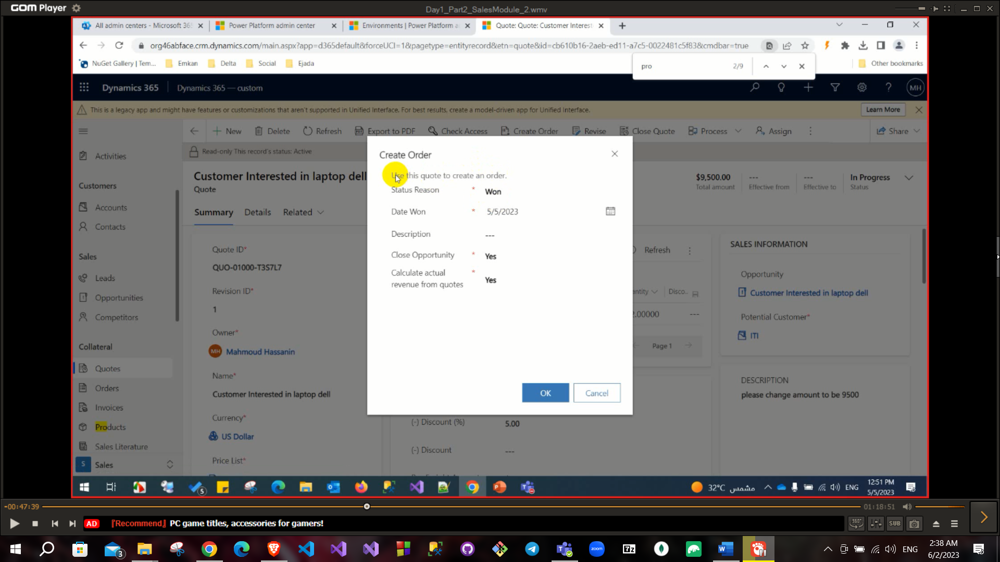 GOM Player
Day1_Part2_SalesModule_2.wmv
All admin centers - Microsoft 365
Power Platform admin center
Environments | Power Platform a
Quote: Quote: Customer Interest
org46abface.crm.dynamics.com/main.aspx?app=d365default&forceUCI=1&pagetype=entityrecord&etn=quote&id=cb610b16-2aeb-ed11-a7c5-0022481c5f83&cmdbar=true
NuGet Gallery | Tem...
Emkan
Delta
Social
Ejada
pro
2/9
Other bookmarks
Dynamics 365
Dynamics 365 — custom
MH
This is a legacy app and might have features or customizations that aren't supported in Unified Interface. For best results, create a model-driven app for Unified Interface.
Learn More
New
Delete
Refresh
Export to PDF
Check Access
Create Order
Revise
Close Quote
Process
Assign
Share
Read-only This record's status: Active
Activities
Customers
Accounts
Contacts
Sales
Leads
Opportunities
Competitors
Collateral
Quotes
Orders
Invoices
Products
Sales Literature
S
Sales
Customer Interested in laptop dell
Quote
$9,500.00
Total amount
---
Effective from
---
Effective to
In Progress
Status
Summary
Details
Related
Quote ID*
QUO-01000-T3S7L7
Revision ID*
1
Owner*
MH
Mahmoud Hassanin
Name*
Customer Interested in laptop dell
Currency*
US Dollar
Price List*
Create Order
Use this quote to create an order.
Status Reason * Won
Date Won * 5/5/2023
Description ---
Close Opportunity * Yes
Calculate actual
revenue from quotes * Yes
OK
Cancel
Refresh
antity
Disco..
2.00000
---
Page 1
(-) Discount (%)
5.00
(-) Discount
---
SALES INFORMATION
Opportunity
Customer Interested in laptop dell
Potential Customer*
ITI
DESCRIPTION
please change amount to be 9500
5
32°C
مشمس
ENG
12:51 PM
5/5/2023
-00:47:39
01:18:51
AD
『Recommend』 PC game titles, accessories for gamers!
360°
SUB
3
zoom
7z
ENG
2:38 AM
6/2/2023